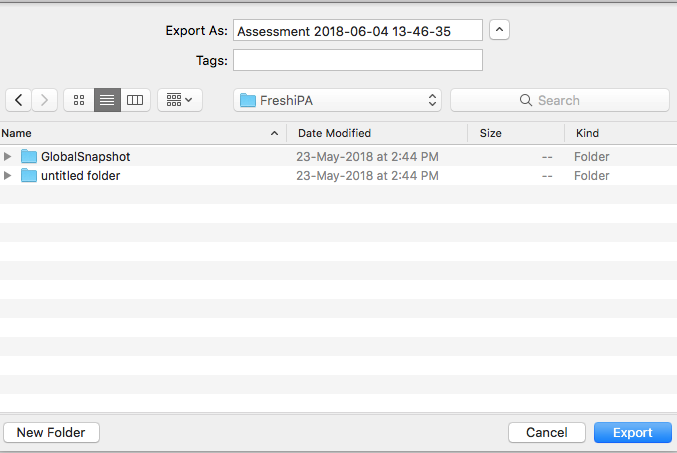 Export As: Assessment 2018-06-04 13-46-35
Tags:
FreshiPA Search
Name Date Modified Size Kind
GlobalSnapshot 23-May-2018 at 2:44 PM -- Folder
untitled folder 23-May-2018 at 2:44 PM -- Folder
New Folder Cancel Export